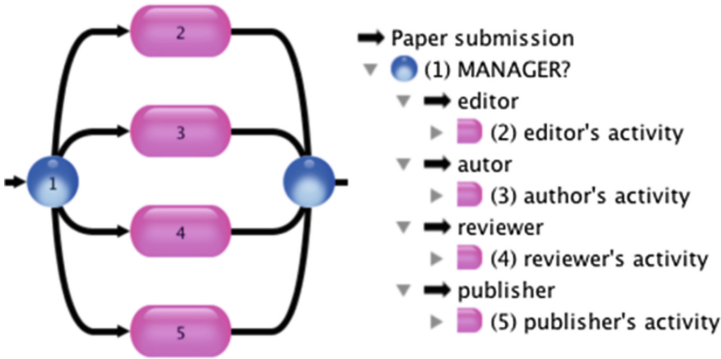 2
3
1
4
5
Paper submission
(1) MANAGER?
editor
(2) editor's activity
autor
(3) author's activity
reviewer
(4) reviewer's activity
publisher
(5) publisher's activity